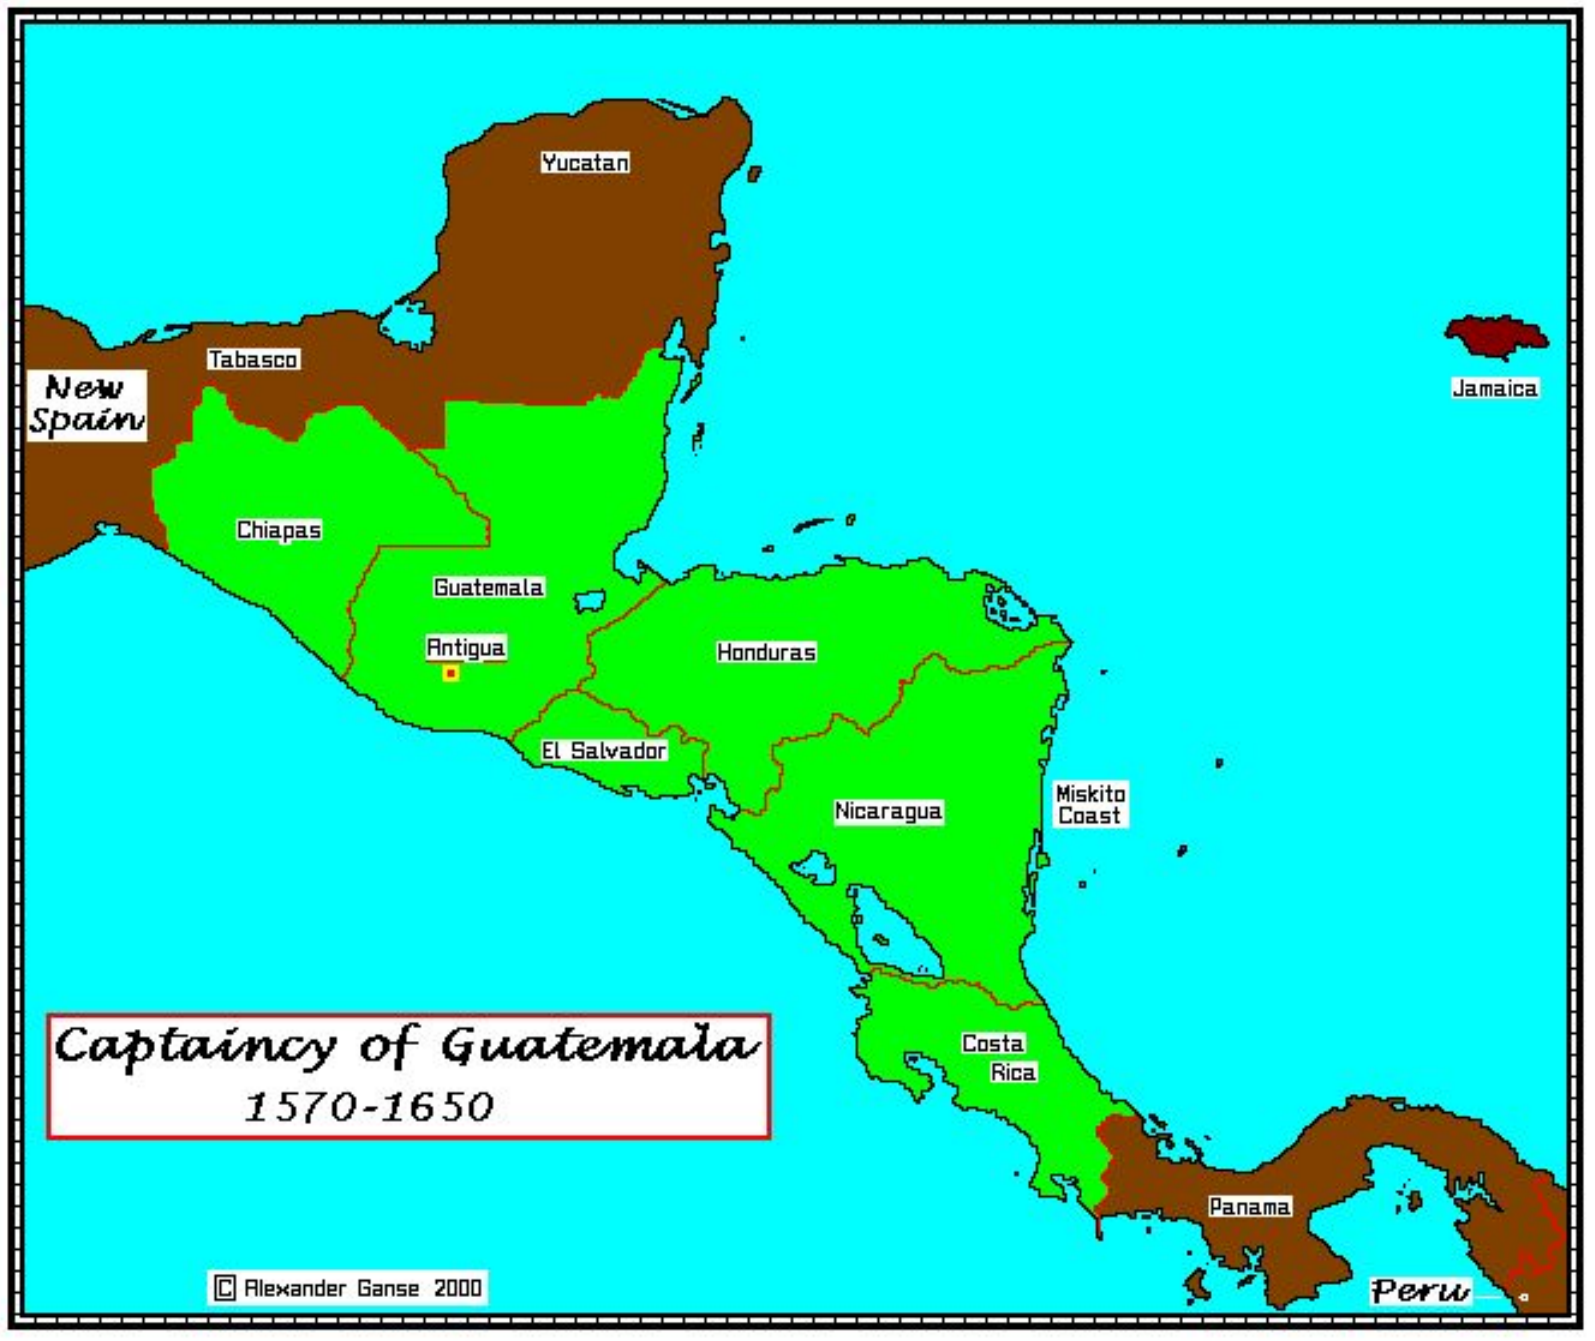 Yucatan
Tabasco
New
Spain
Jamaica
Chiapas
Guatemala
Antigua
Honduras
El Salvador
Nicaragua
Miskito
Coast
Captaincy of Guatemala
1570-1650
Costa
Rica
Panama
Peru
C Alexander Ganse 2000